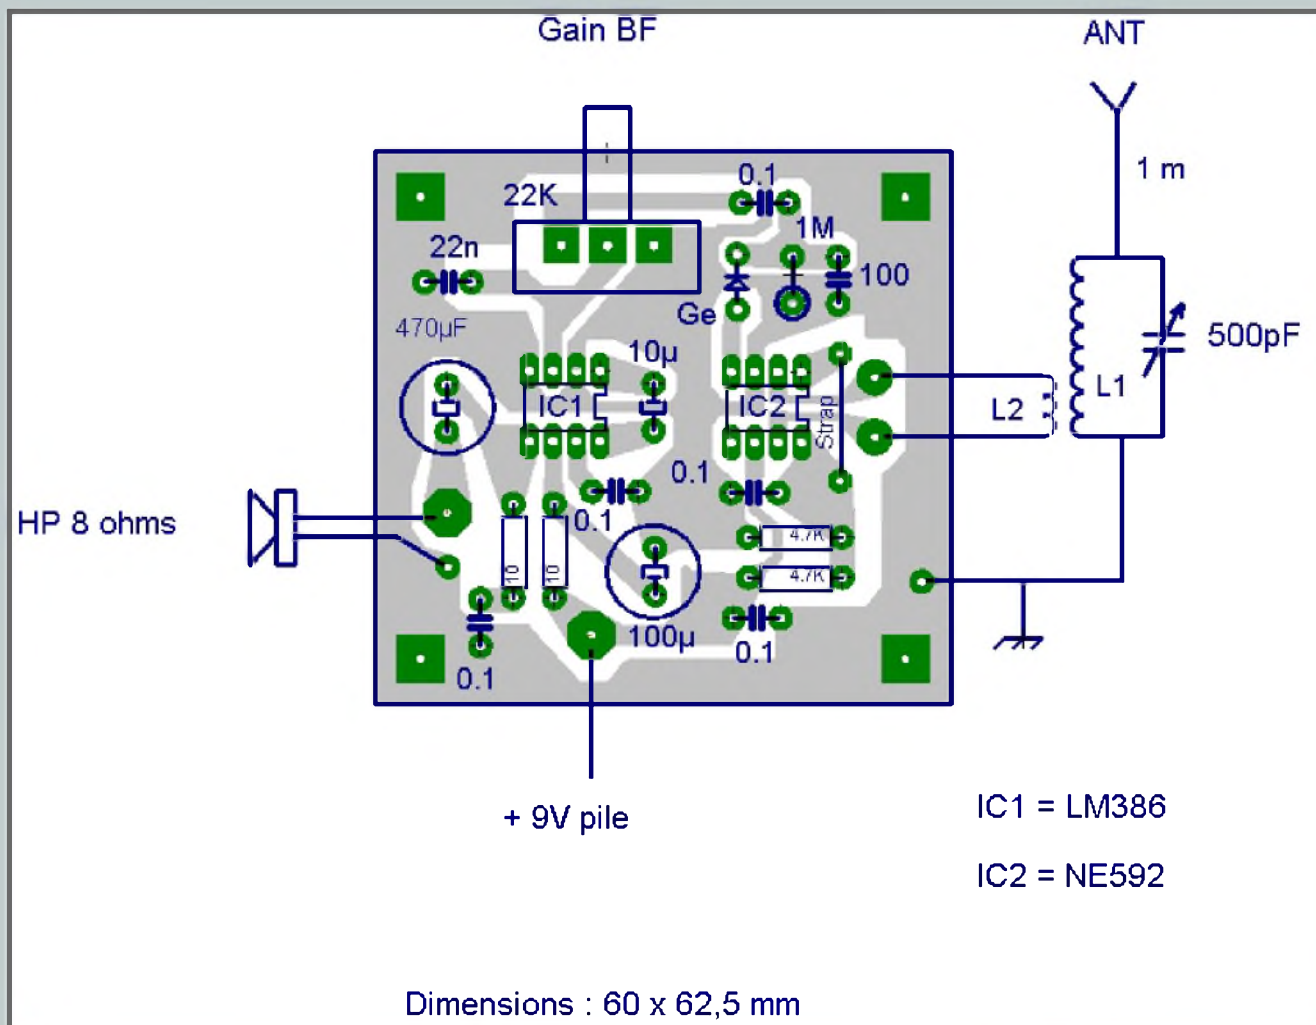 Gain BF
ANT
1 m
0.1
22K
1M
22n
100
Ge
470µF
10µ
500pF
IC1
IC2
Strap
L2
L1
0.1
HP 8 ohms
0.1
4.7K
4.7K
10
10
100µ
0.1
0.1
+ 9V pile
IC1 = LM386
IC2 = NE592
Dimensions : 60 x 62,5 mm